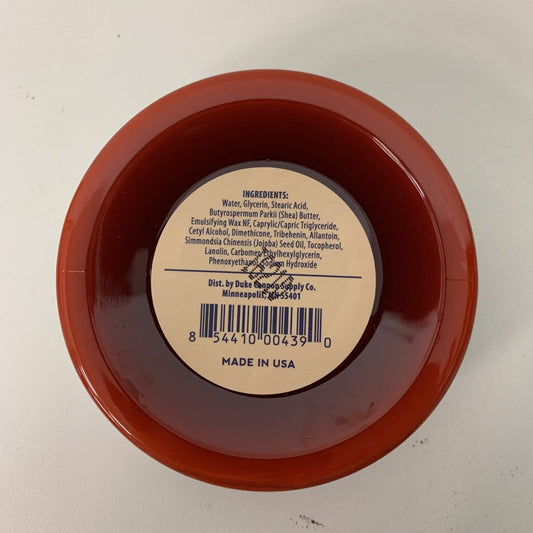 INGREDIENTS:
Water, Glycerin, Stearic Acid,
Butyrospermum Parkii (Shea) Butter,
Emulsifying Wax NF, Caprylic/Capric Triglyceride,
Cetyl Alcohol, Dimethicone, Tribehenin, Allantoin,
Simmondsia Chinensis (Jojoba) Seed Oil, Tocopherol,
Lanolin, Carbomer, Ethylhexylglycerin,
Phenoxyethanol, Sodium Hydroxide
Dist. by Duke Cannon Supply Co.
Minneapolis, MN 55401
8 54410 00439 0
MADE IN USA